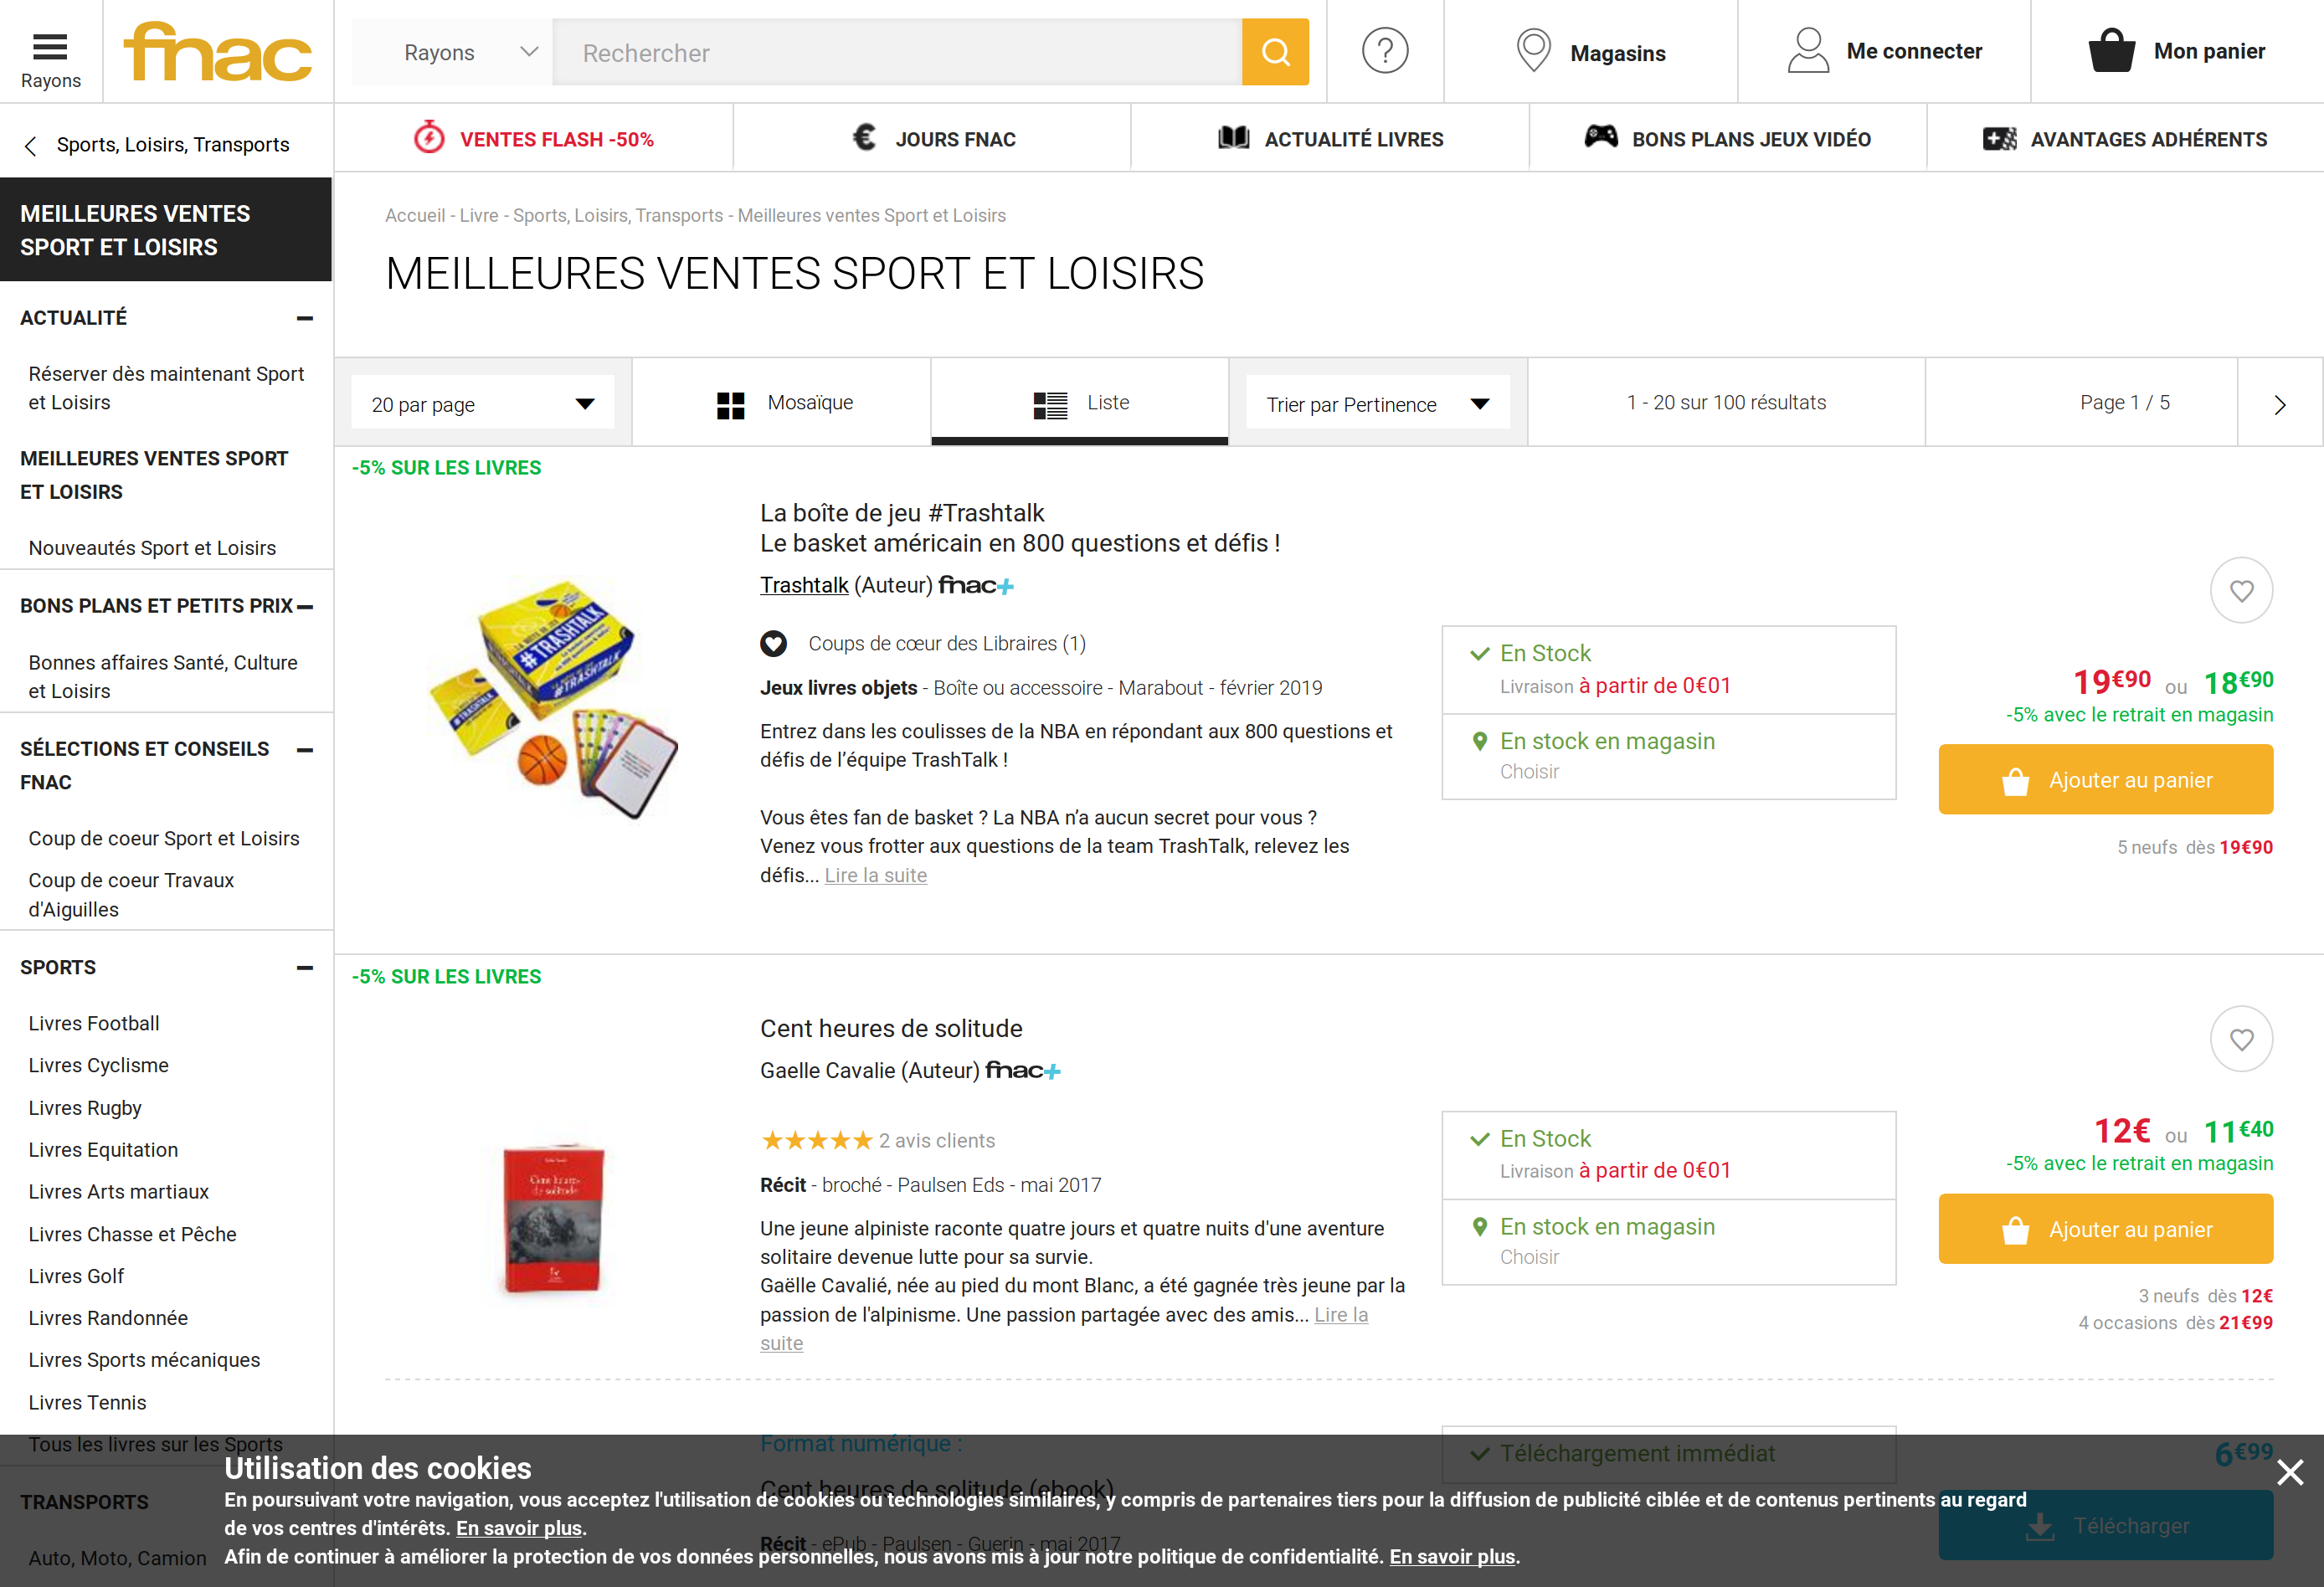 Rayons
fnac
Rayons
Rechercher
?
Magasins
Me connecter
Mon panier
Sports, Loisirs, Transports
VENTES FLASH -50%
JOURS FNAC
ACTUALITÉ LIVRES
BONS PLANS JEUX VIDÉO
AVANTAGES ADHÉRENTS
MEILLEURES VENTES
SPORT ET LOISIRS
ACTUALITÉ
Réserver dès maintenant Sport
et Loisirs
MEILLEURES VENTES SPORT
ET LOISIRS
Nouveautés Sport et Loisirs
BONS PLANS ET PETITS PRIX
Bonnes affaires Santé, Culture
et Loisirs
SÉLECTIONS ET CONSEILS
FNAC
Coup de coeur Sport et Loisirs
Coup de coeur Travaux
d'Aiguilles
SPORTS
Livres Football
Livres Cyclisme
Livres Rugby
Livres Equitation
Livres Arts martiaux
Livres Chasse et Pêche
Livres Golf
Livres Randonnée
Livres Sports mécaniques
Livres Tennis
Tous les livres sur les Sports
TRANSPORTS
Auto, Moto, Camion
Accueil - Livre - Sports, Loisirs, Transports - Meilleures ventes Sport et Loisirs
MEILLEURES VENTES SPORT ET LOISIRS
20 par page
Mosaïque
Liste
Trier par Pertinence
1 - 20 sur 100 résultats
Page 1 / 5
-5% SUR LES LIVRES
#TRASHTALK
#TRASHTALK
#TRASHTALK
La boîte de jeu #Trashtalk
Le basket américain en 800 questions et défis !
Trashtalk (Auteur) fnac+
Coups de cœur des Libraires (1)
Jeux livres objets - Boîte ou accessoire - Marabout - février 2019
Entrez dans les coulisses de la NBA en répondant aux 800 questions et
défis de l’équipe TrashTalk !
Vous êtes fan de basket ? La NBA n’a aucun secret pour vous ?
Venez vous frotter aux questions de la team TrashTalk, relevez les
défis... Lire la suite
En Stock
Livraison à partir de 0€01
En stock en magasin
Choisir
19€90 ou 18€90
-5% avec le retrait en magasin
Ajouter au panier
5 neufs dès 19€90
-5% SUR LES LIVRES
Cent heures
de solitude
Cent heures de solitude
Gaelle Cavalie (Auteur) fnac+
2 avis clients
Récit - broché - Paulsen Eds - mai 2017
Une jeune alpiniste raconte quatre jours et quatre nuits d'une aventure
solitaire devenue lutte pour sa survie.
Gaëlle Cavalié, née au pied du mont Blanc, a été gagnée très jeune par la
passion de l'alpinisme. Une passion partagée avec des amis... Lire la
suite
En Stock
Livraison à partir de 0€01
En stock en magasin
Choisir
12€ ou 11€40
-5% avec le retrait en magasin
Ajouter au panier
3 neufs dès 12€
4 occasions dès 21€99
Format numérique :
Cent heures de solitude (ebook)
Récit - ePub - Paulsen - Guerin - mai 2017
Téléchargement immédiat
6€99
Télécharger
Utilisation des cookies
En poursuivant votre navigation, vous acceptez l'utilisation de cookies ou technologies similaires, y compris de partenaires tiers pour la diffusion de publicité ciblée et de contenus pertinents au regard
de vos centres d'intérêts. En savoir plus.
Afin de continuer à améliorer la protection de vos données personnelles, nous avons mis à jour notre politique de confidentialité. En savoir plus.